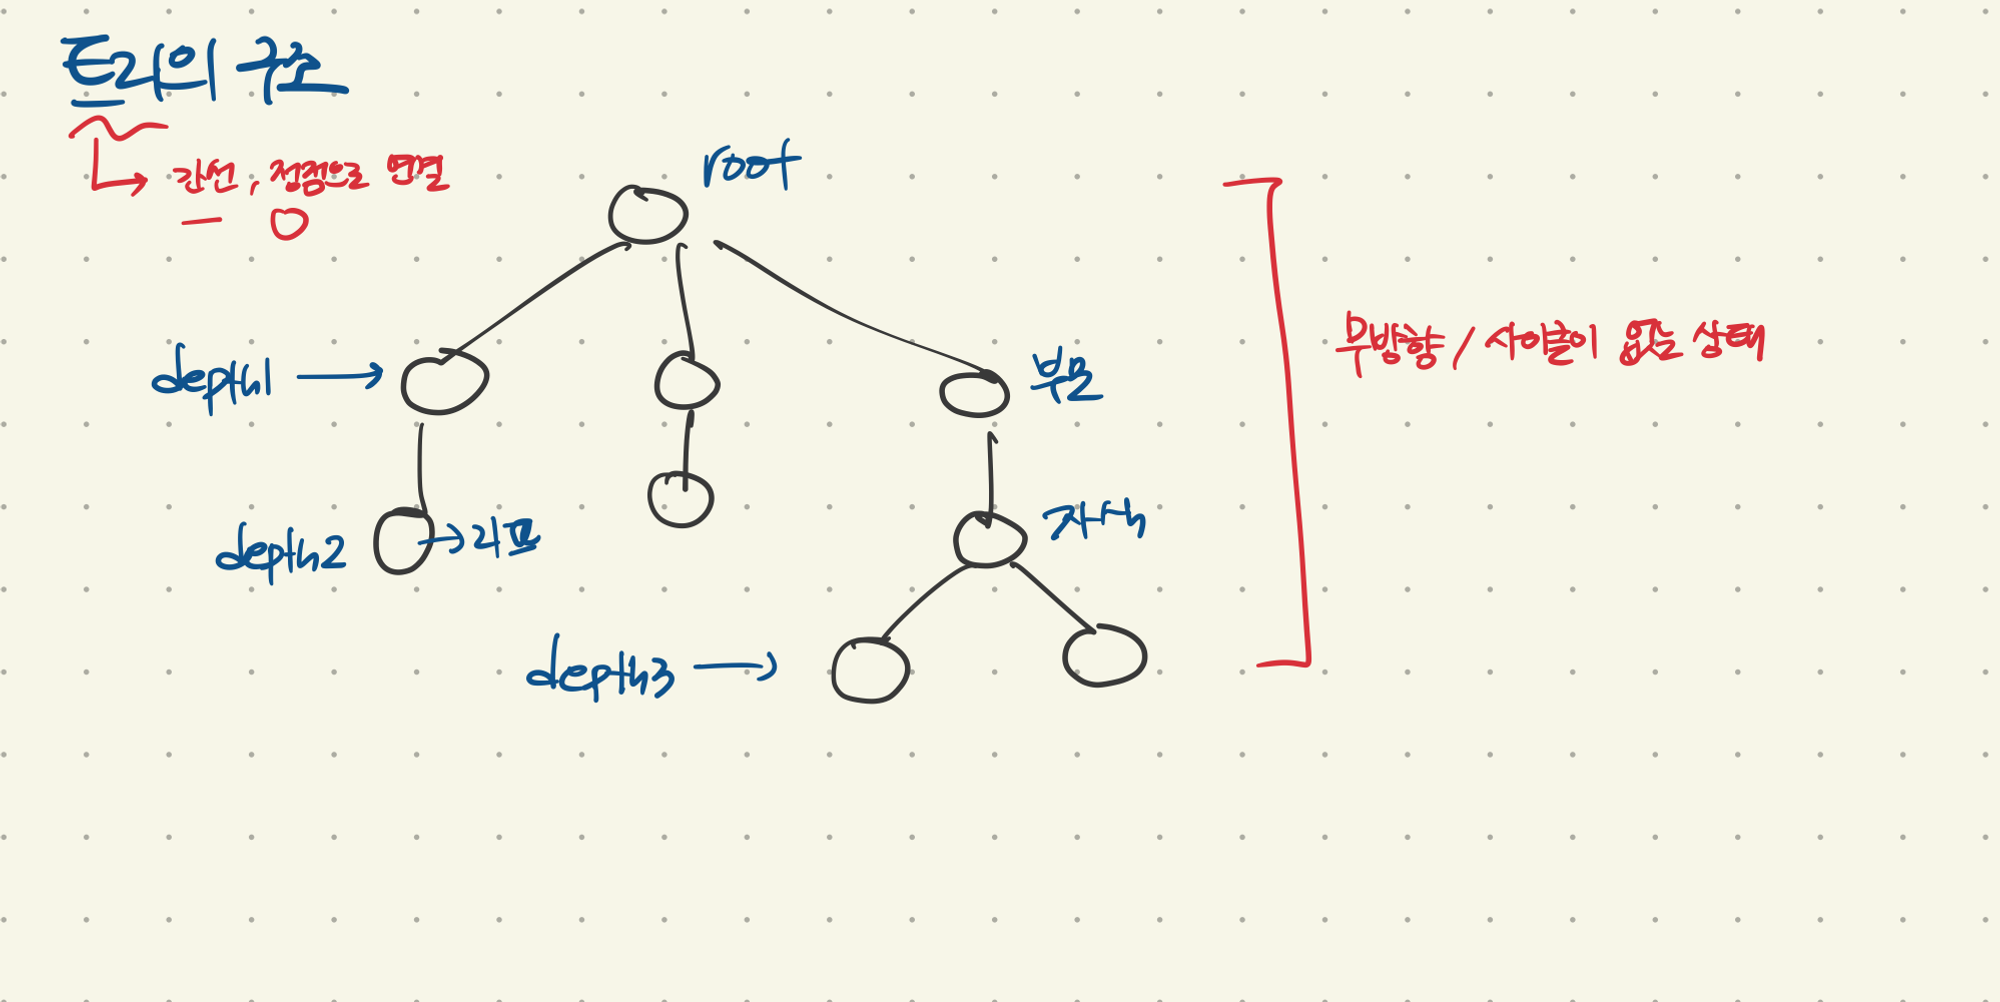 트리의 구조
간선, 정점으로 연결
root
무방향 / 사이클이 없는 상태
depth1
부모
depth2
리프
자식
depth3